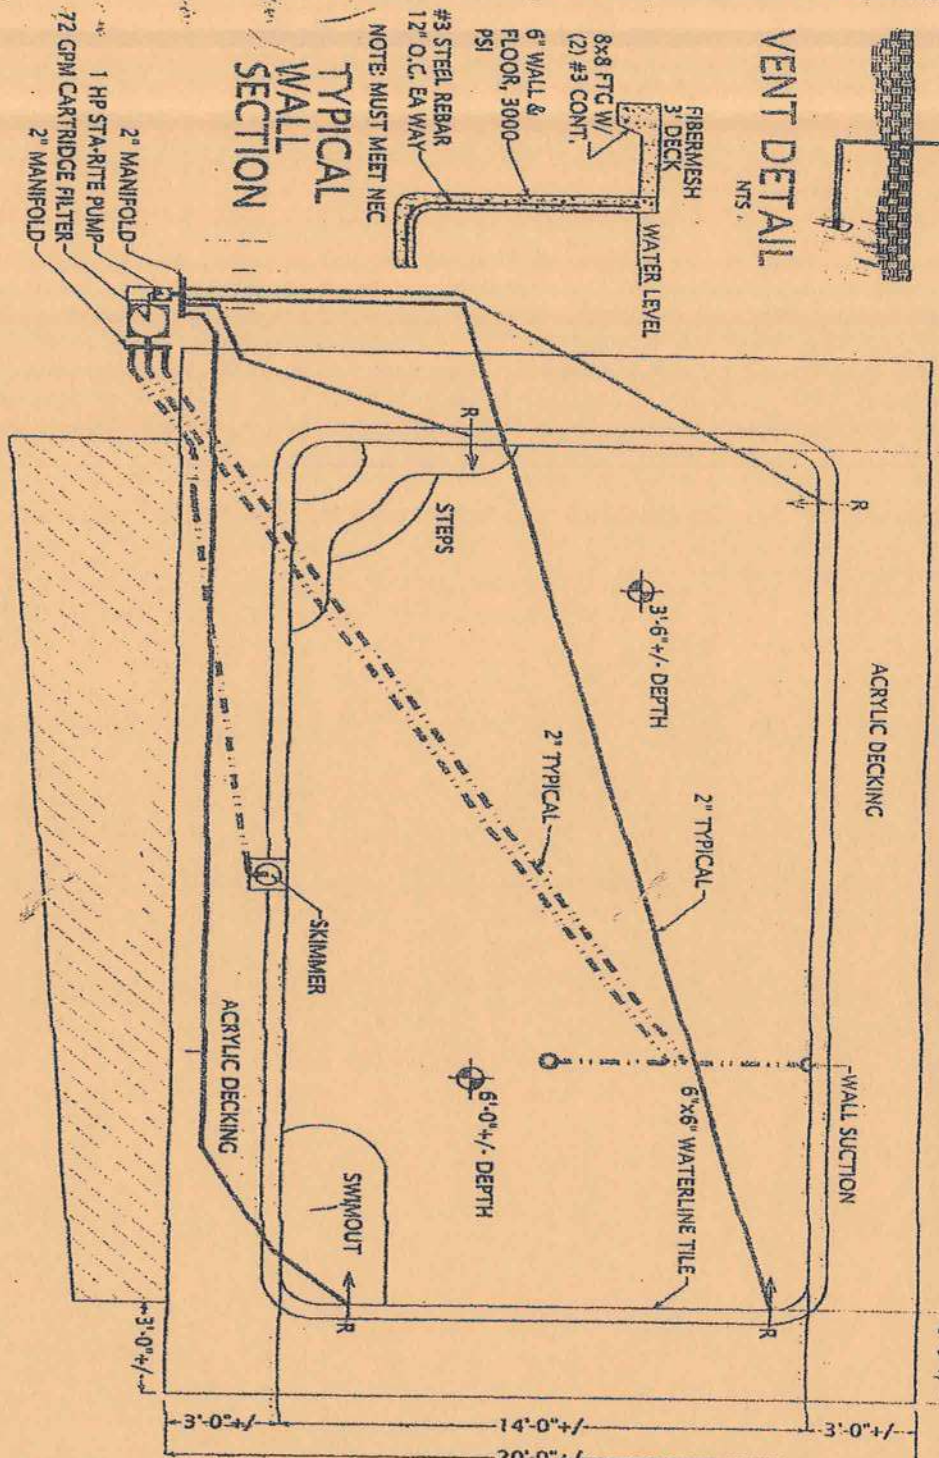 VENT DETAIL
NTS
FIBERMESH
3' DECK
8x8 FTG W/
(2) #3 CONT.
6" WALL &
FLOOR, 3000
PSI
#3 STEEL REBAR
12" O.C. EA WAY
NOTE: MUST MEET NEC
WATER LEVEL
TYPICAL
WALL
SECTION
2" MANIFOLD
1 HP STA-RITE PUMP
72 GPM CARTRIDGE FILTER
2" MANIFOLD
R
R
STEPS
3'-6"+/- DEPTH
ACRYLIC DECKING
2" TYPICAL
2" TYPICAL
SKIMMER
ACRYLIC DECKING
WALL SUCTION
6"x6" WATERLINE TILE
6'-0"+/- DEPTH
SWIMOUT
R
R
3'-0"+/-
3'-0"+/-
14'-0"+/-
3'-0"+/-
20'-0"+/-